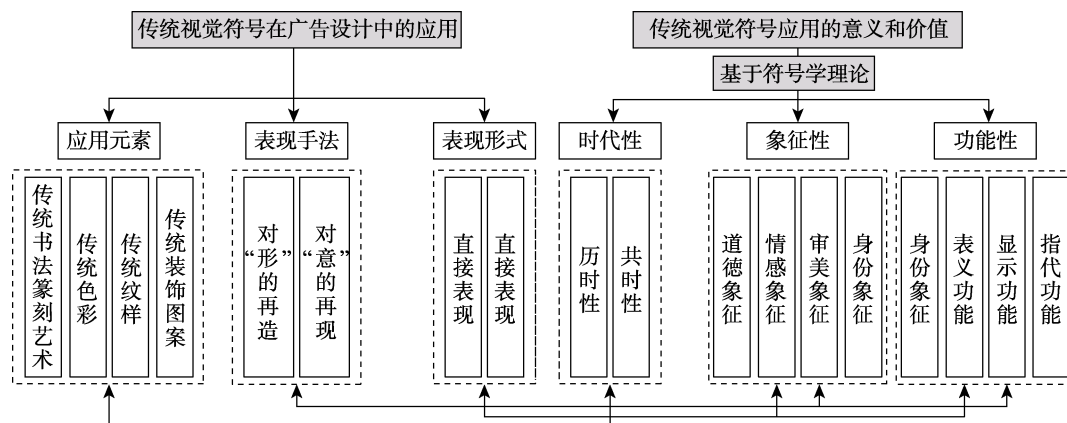 传统视觉符号在广告设计中的应用
传统视觉符号应用的意义和价值
基于符号学理论
应用元素
表现手法
表现形式
时代性
象征性
功能性
传统书法篆刻艺术
传统色彩
传统纹样
传统装饰图案
对“形”的再造
对“意”的再现
直接表现
直接表现
历时性
共时性
道德象征
情感象征
审美象征
身份象征
身份象征
表义功能
显示功能
指代功能